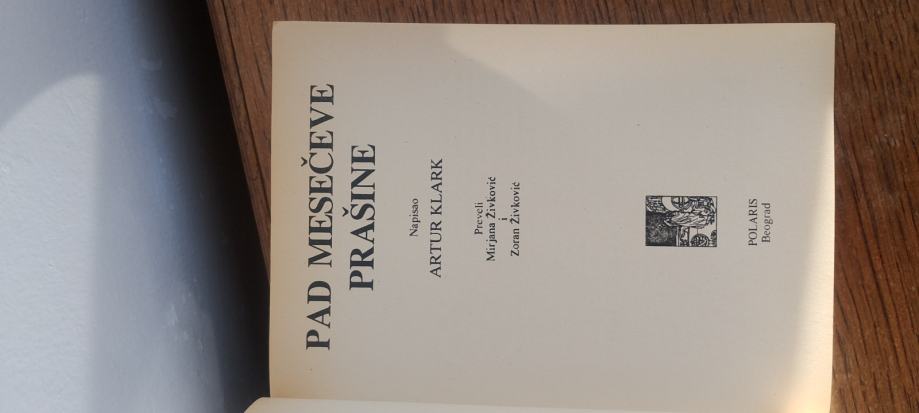 PAD MESEČEVE
PRAŠINE
Napisao
ARTUR KLARK
Preveli
Mirjana Živković
i
Zoran Živković
POLARIS
Beograd